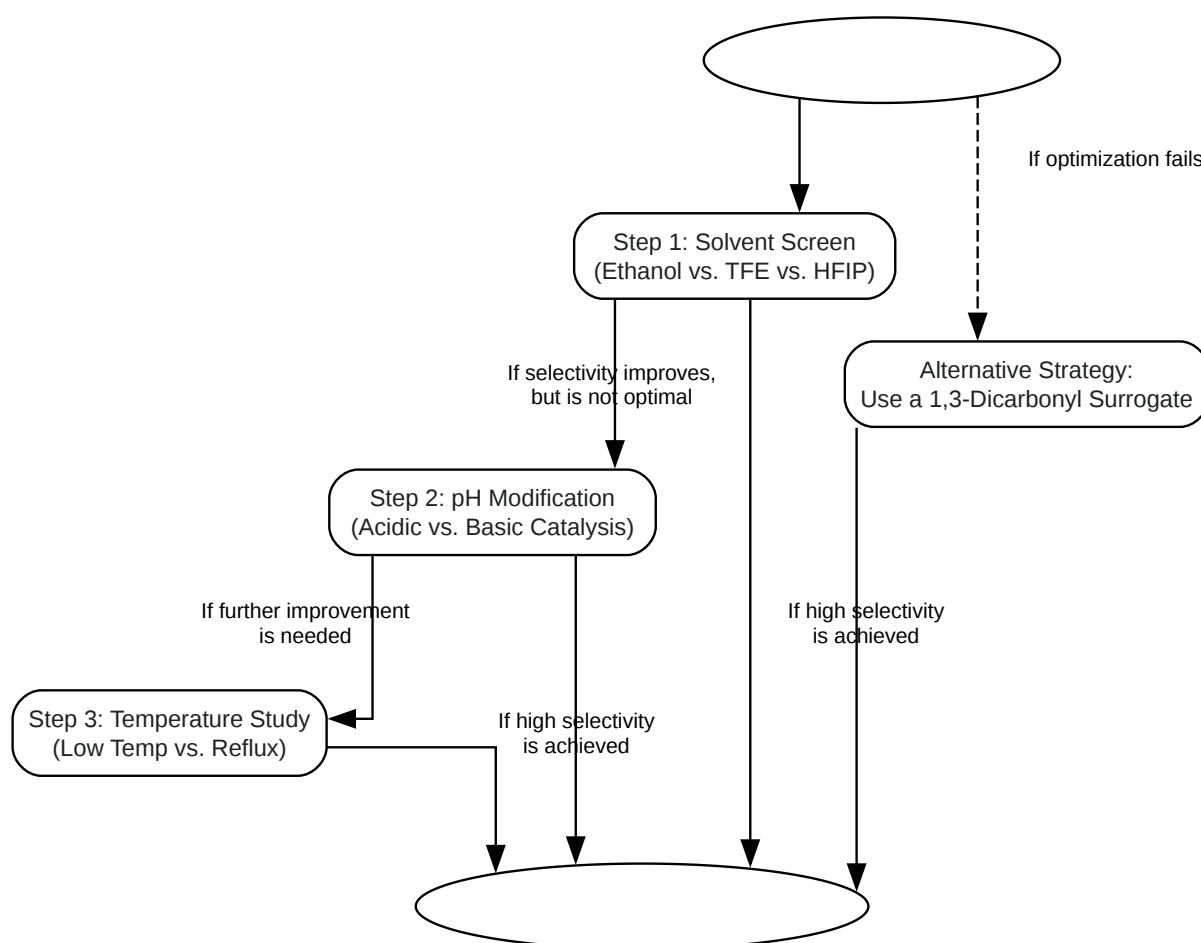 If optimization fails
Step 1: Solvent Screen
(Ethanol vs. TFE vs. HFIP)
If selectivity improves,
but is not optimal
Alternative Strategy:
Use a 1,3-Dicarbonyl Surrogate
Step 2: pH Modification
(Acidic vs. Basic Catalysis)
If further improvement
is needed
If high selectivity
is achieved
Step 3: Temperature Study
(Low Temp vs. Reflux)
If high selectivity
is achieved